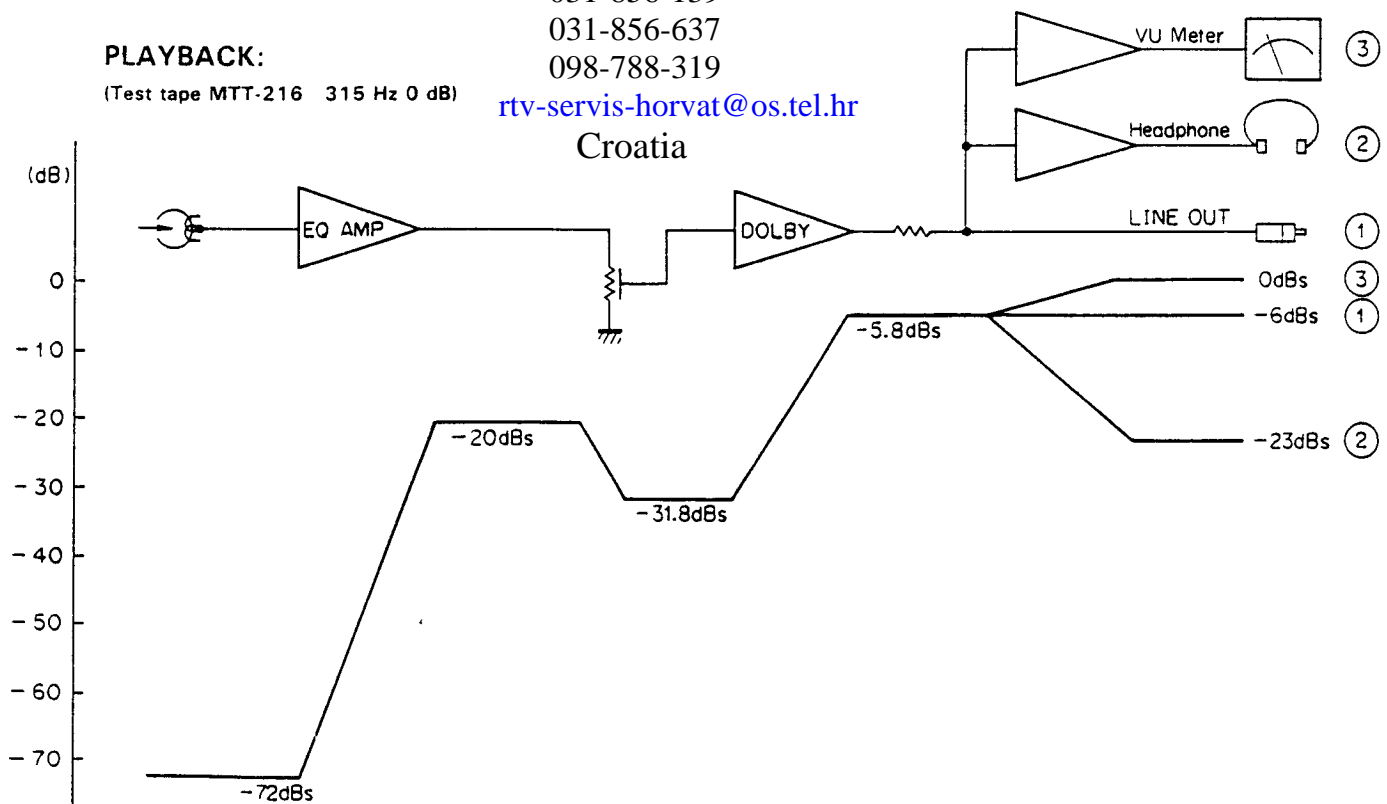 031-856-637
PLAYBACK:
098-788-319
(Test tape MTT-216 315 Hz 0 dB)
rtv-servis-horvat@os.tel.hr
Croatia
VU Meter
3
Headphone
2
(dB)
EQ AMP
DOLBY
LINE OUT
1
0
0dBs
3
-5.8dBs
-6dBs
1
-10
-20
-20dBs
-23dBs
2
-30
-31.8dBs
-40
-50
-60
-70
-72dBs